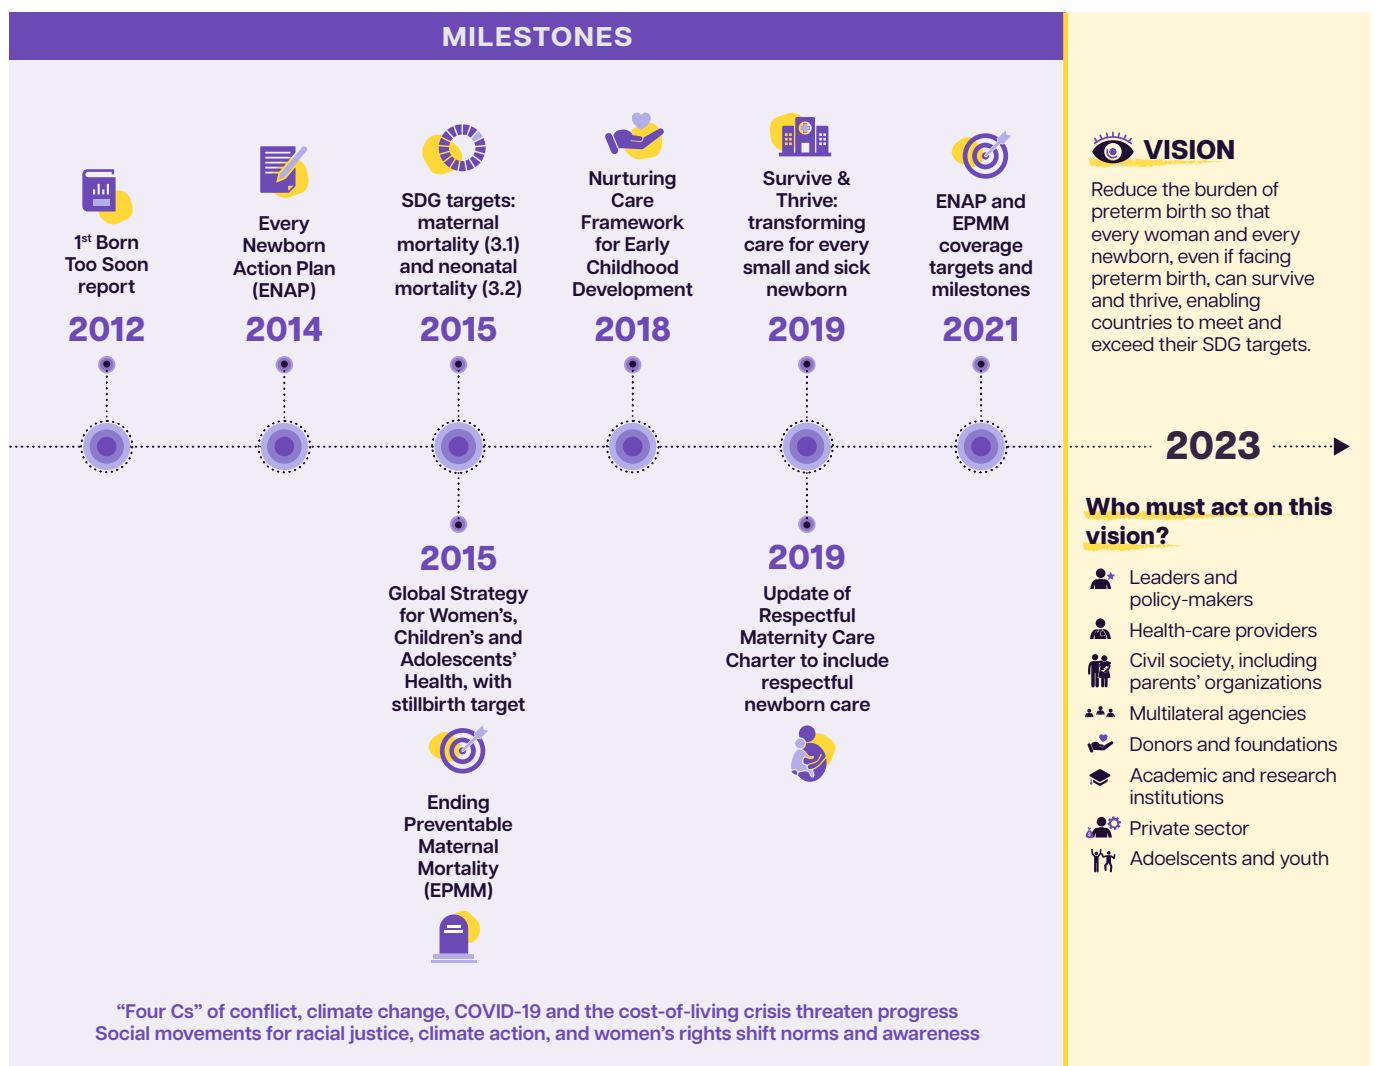 MILESTONES
1st Born
Too Soon
report
2012
Every
Newborn
Action Plan
(ENAP)
2014
SDG targets:
maternal
mortality (3.1)
and neonatal
mortality (3.2)
2015
Nurturing
Care
Framework
for Early
Childhood
Development
2018
Survive &
Thrive:
transforming
care for every
small and sick
newborn
2019
ENAP and
EPMM
coverage
targets and
milestones
2021
2015
Global Strategy
for Women’s,
Children’s and
Adolescents’
Health, with
stillbirth target
Ending
Preventable
Maternal
Mortality
(EPMM)
2019
Update of
Respectful
Maternity Care
Charter to include
respectful
newborn care
“Four Cs” of conflict, climate change, COVID-19 and the cost-of-living crisis threaten progress
Social movements for racial justice, climate action, and women’s rights shift norms and awareness
VISION
Reduce the burden of
preterm birth so that
every woman and every
newborn, even if facing
preterm birth, can survive
and thrive, enabling
countries to meet and
exceed their SDG targets.
2023
Who must act on this
vision?
Leaders and
policy-makers
Health-care providers
Civil society, including
parents’ organizations
Multilateral agencies
Donors and foundations
Academic and research
institutions
Private sector
Adoelscents and youth